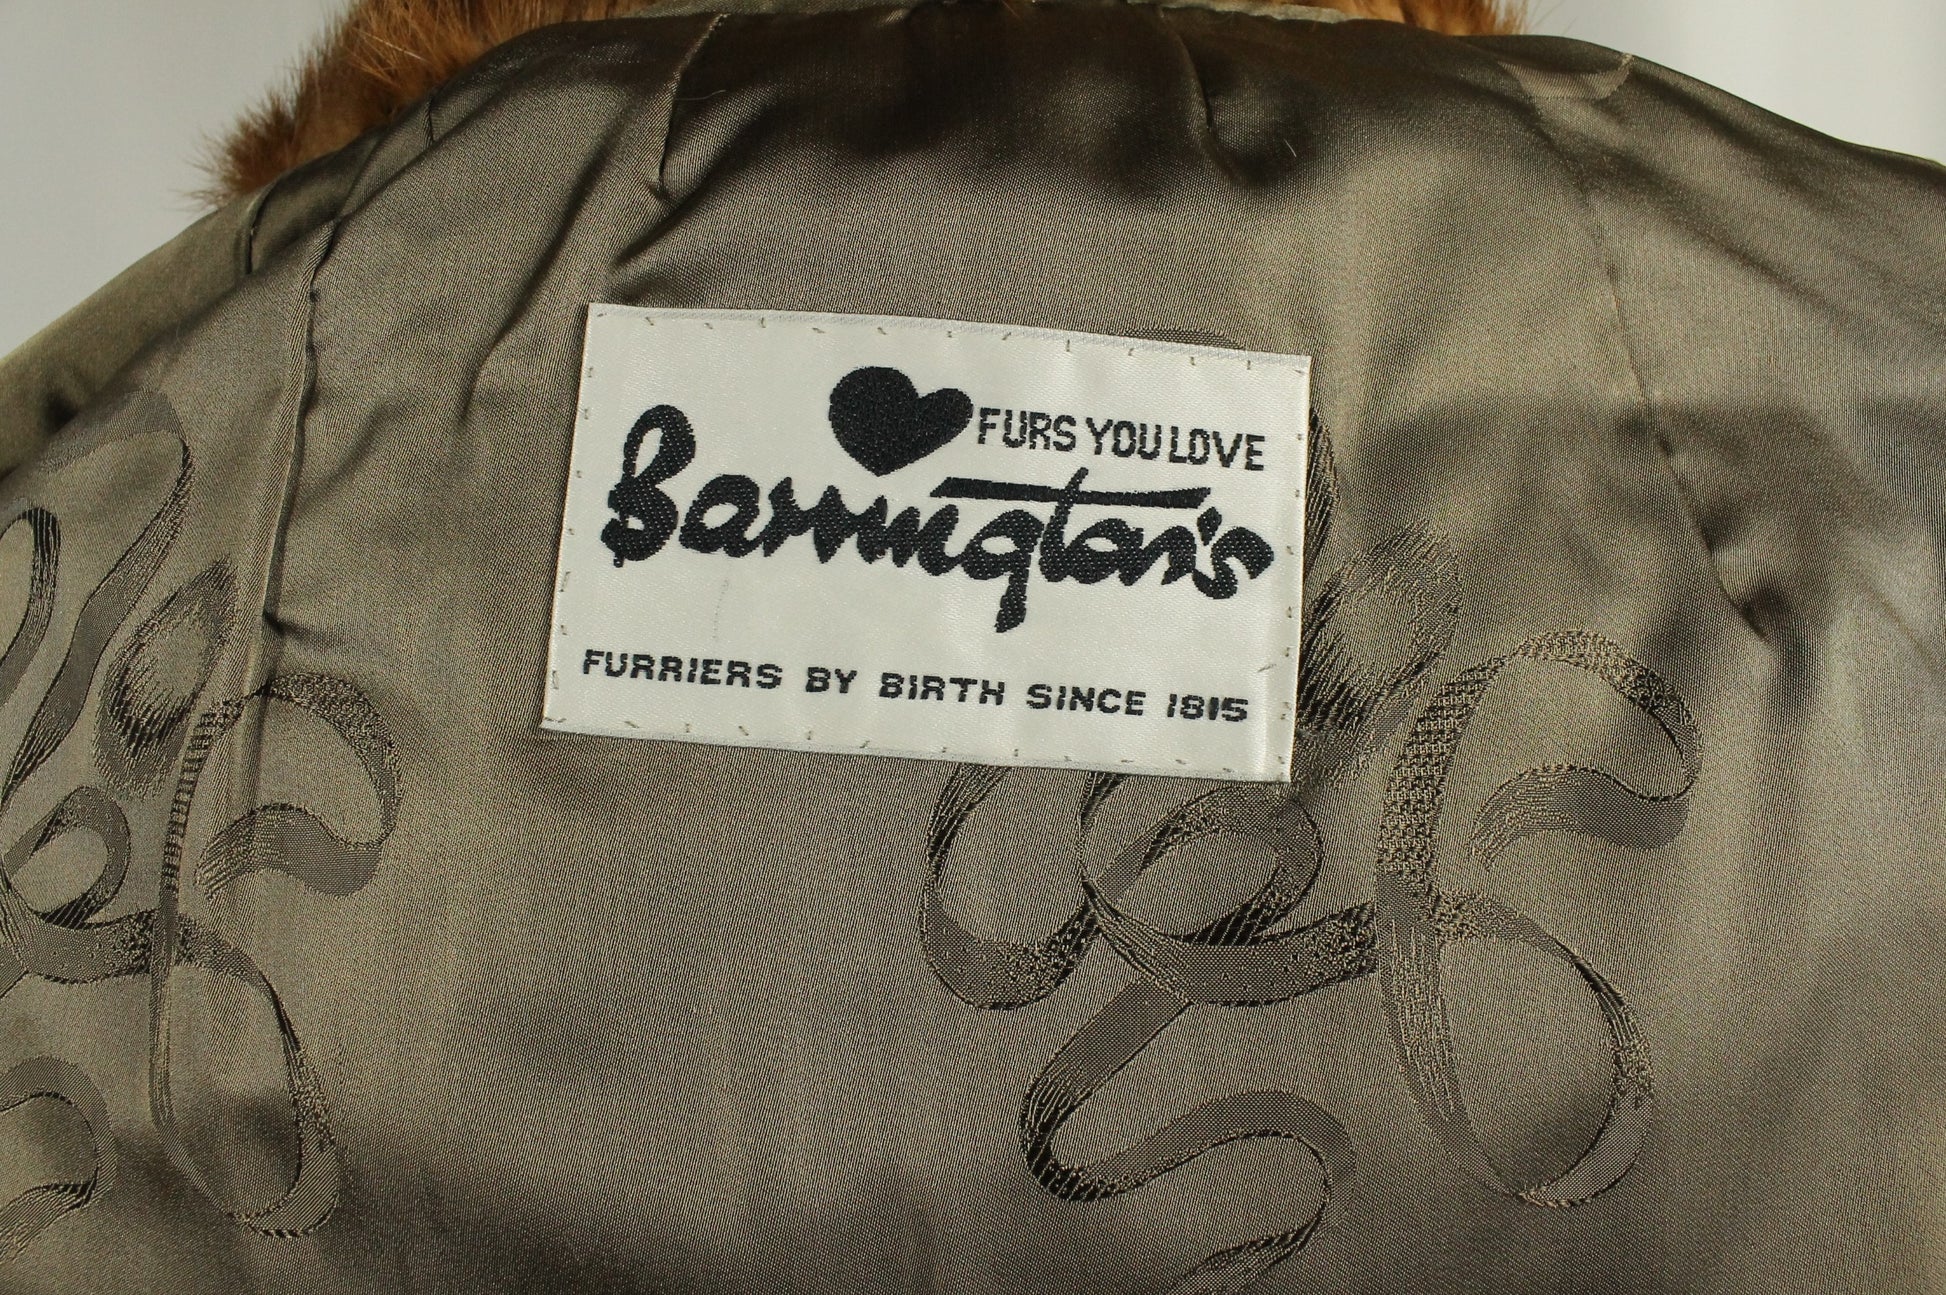 FURS YOU LOVE
Barrington's
FURRIERS BY BIRTH SINCE 1815